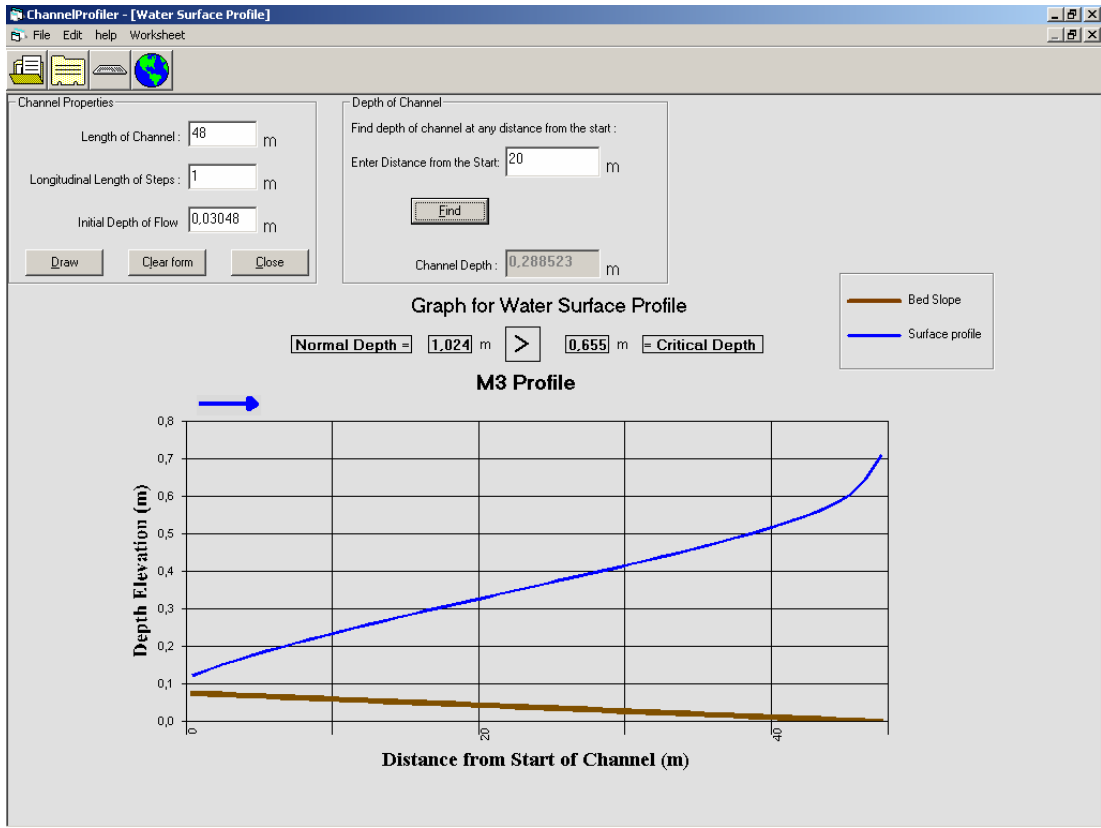 ChannelProfiler - [Water Surface Profile]
File Edit help Worksheet
Channel Properties
Length of Channel : 48 m
Longitudinal Length of Steps : 1 m
Initial Depth of Flow 0,03048 m
Draw Clear form Close
Depth of Channel
Find depth of channel at any distance from the start :
Enter Distance from the Start: 20 m
Find
Channel Depth : 0,288523 m
Graph for Water Surface Profile
Bed Slope
Surface profile
Normal Depth = 1,024 m > 0,655 m = Critical Depth
M3 Profile
Depth Elevation (m)
0,8
0,7
0,6
0,5
0,4
0,3
0,2
0,1
0,0
0 20 40
Distance from Start of Channel (m)